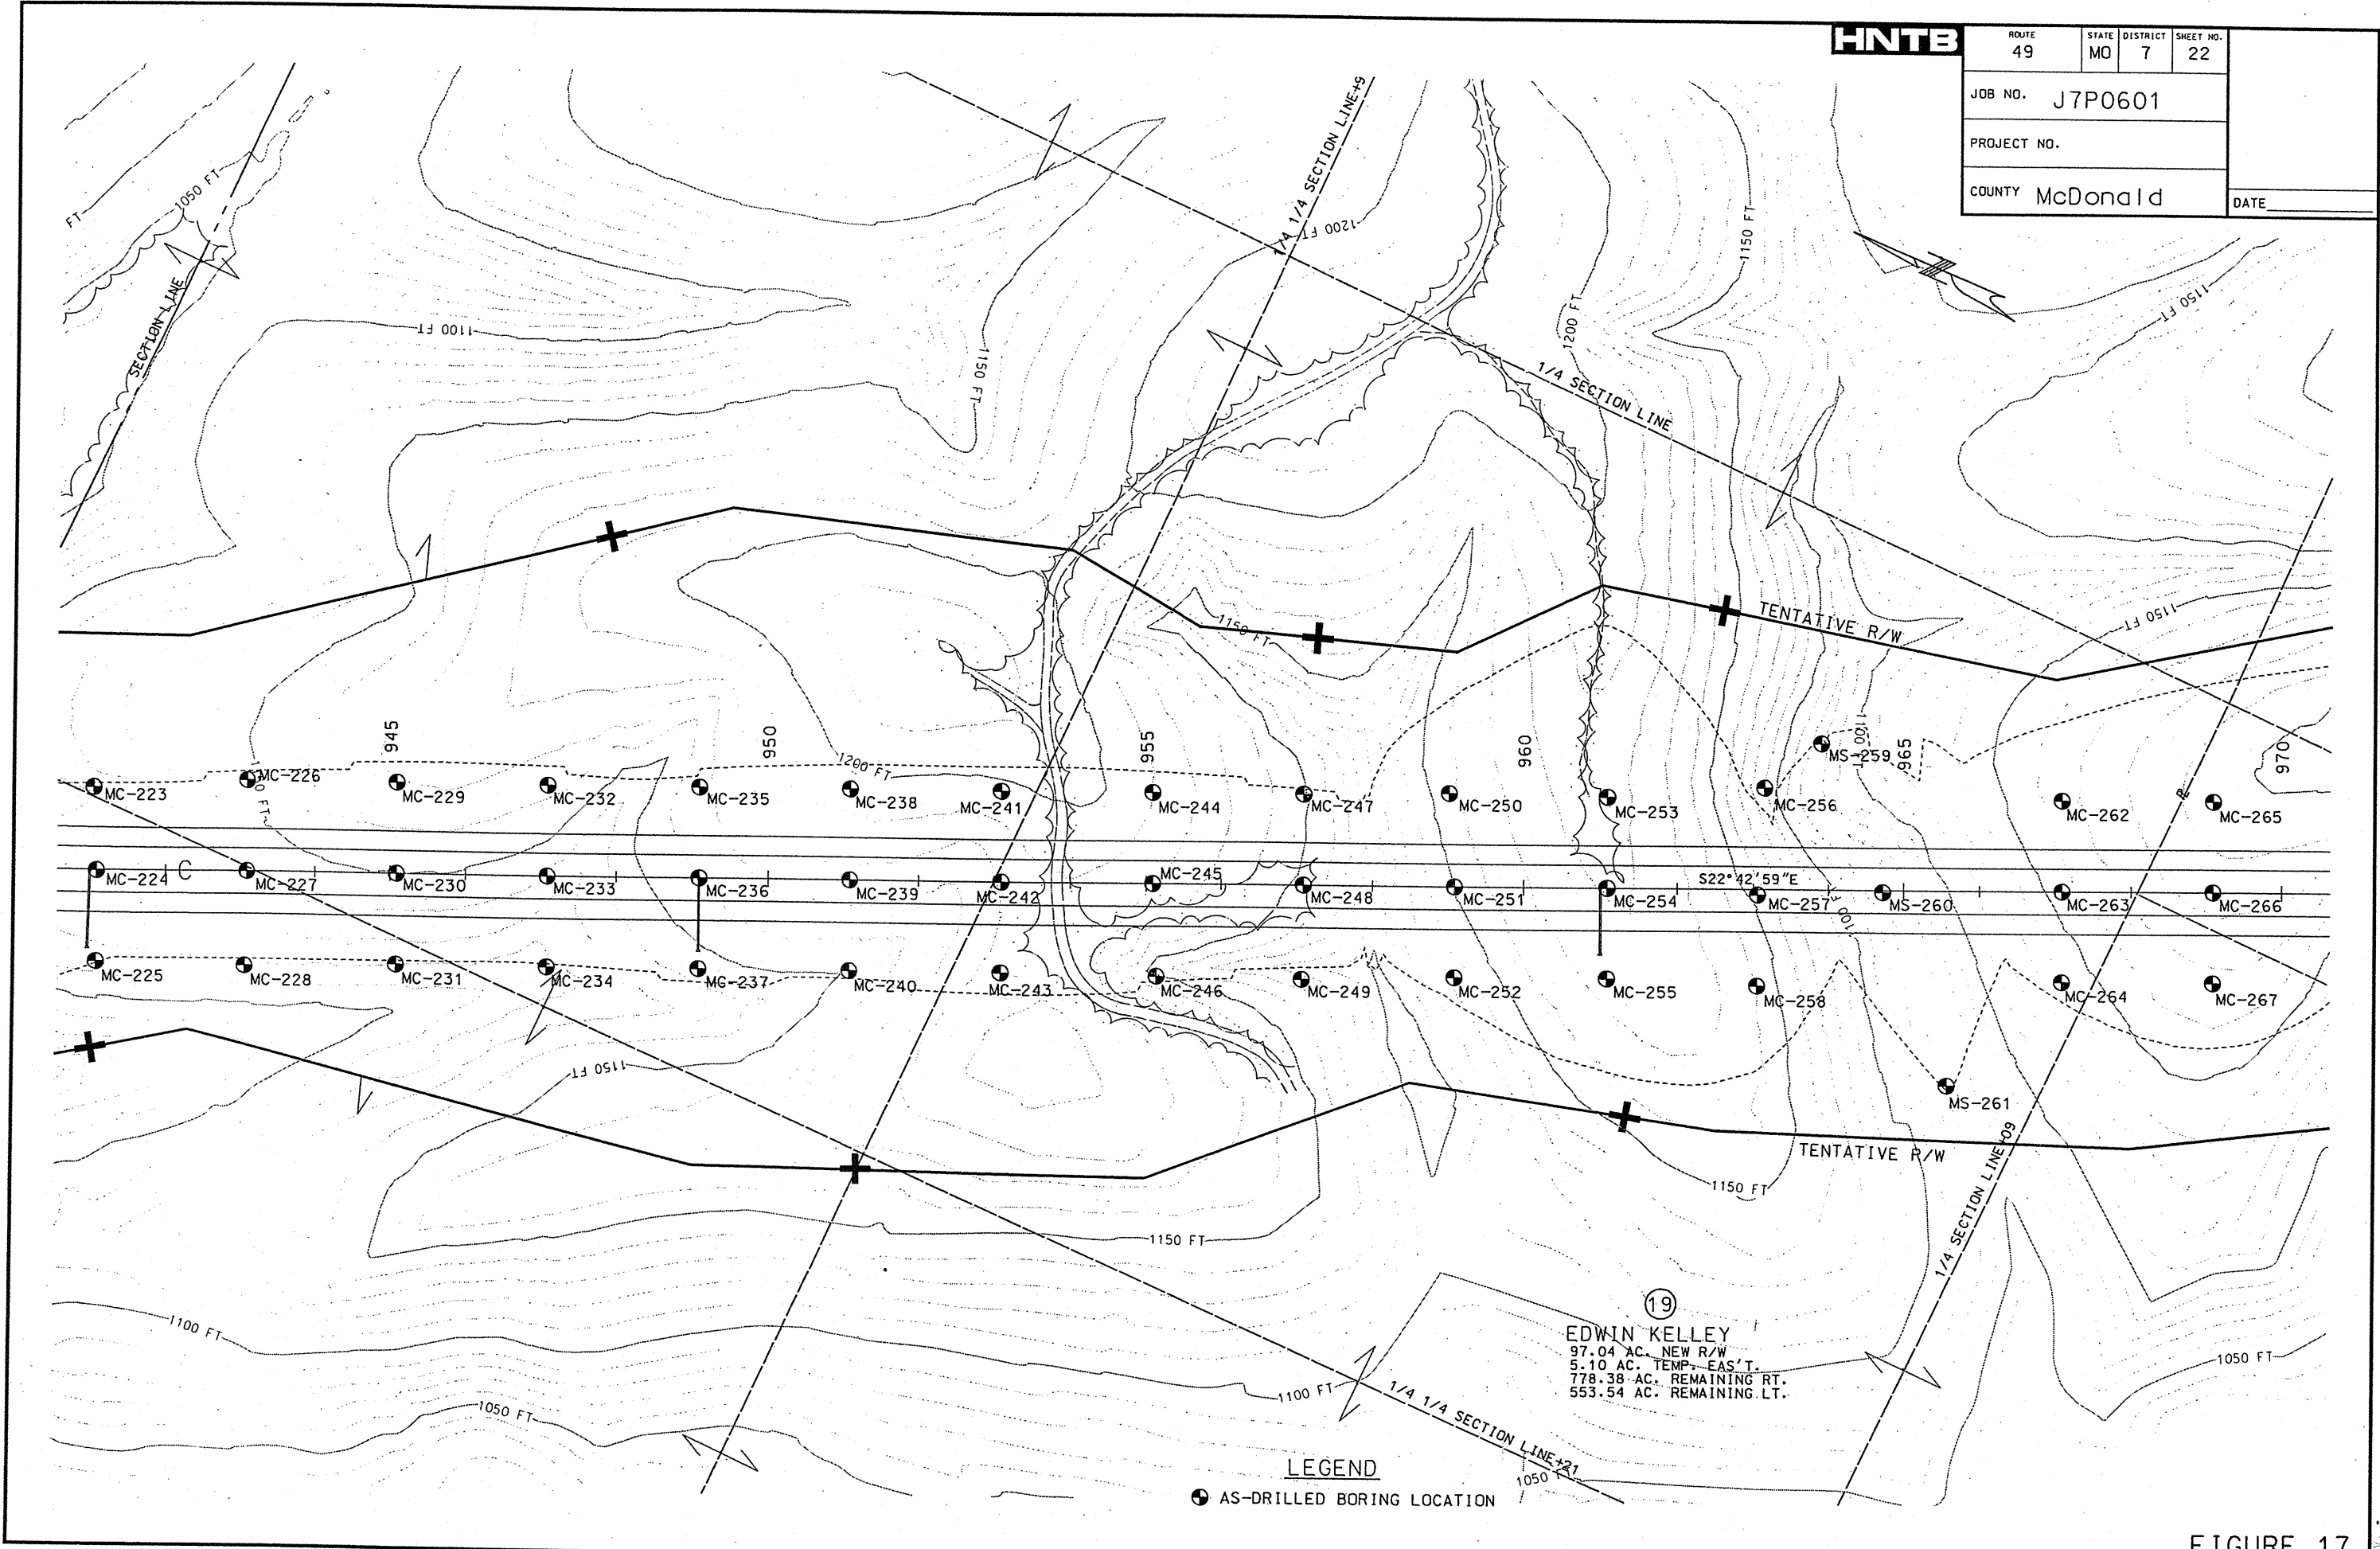 HNTB
ROUTE
49
STATE
MO
DISTRICT
7
SHEET NO.
22
JOB NO. J7P0601
PROJECT NO.
COUNTY McDonald
DATE
FT
1050 FT
SECTION LINE
1100 FT
1150 FT
1/4 1/4 SECTION LINE+9
1200 FT
1150 FT
1200 FT
1150 FT
1/4 SECTION LINE
1150 FT
1150 FT
TENTATIVE R/W
945
950
955
960
965
970
1200 FT
1100 FT
MC-223
MC-226
MC-229
MC-232
MC-235
MC-238
MC-241
MC-244
MC-247
MC-250
MC-253
MC-256
MS-259
MC-262
MC-265
MC-224
C
MC-227
MC-230
MC-233
MC-236
MC-239
MC-242
MC-245
MC-248
MC-251
MC-254
S22°42'59"E
MC-257
MS-260
MC-263
MC-266
MC-225
MC-228
MC-231
MC-234
MC-237
MC-240
MC-243
MC-246
MC-249
MC-252
MC-255
MC-258
MC-264
MC-267
MS-261
1150 FT
TENTATIVE R/W
1150 FT
1150 FT
1/4 SECTION LINE+09
1100 FT
1100 FT
1050 FT
1050 FT
1050
19
EDWIN KELLEY
97.04 AC. NEW R/W
5.10 AC. TEMP. EAS'T.
778.38 AC. REMAINING RT.
553.54 AC. REMAINING LT.
1/4 1/4 SECTION LINE+21
LEGEND
AS-DRILLED BORING LOCATION
FIGURE 17